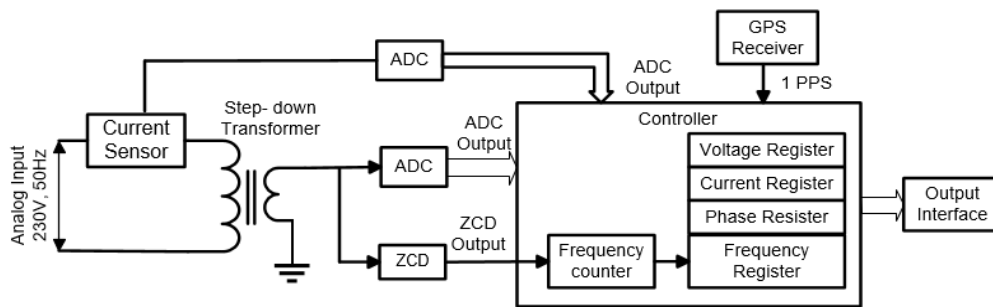 GPS
Receiver
ADC
ADC
Output
1 PPS
Step- down
Transformer
Controller
Current
Sensor
Analog Input
230V, 50Hz
ADC
ADC
Output
Voltage Register
Current Register
Phase Resister
Frequency
Register
Output
Interface
ZCD
ZCD
Output
Frequency
counter